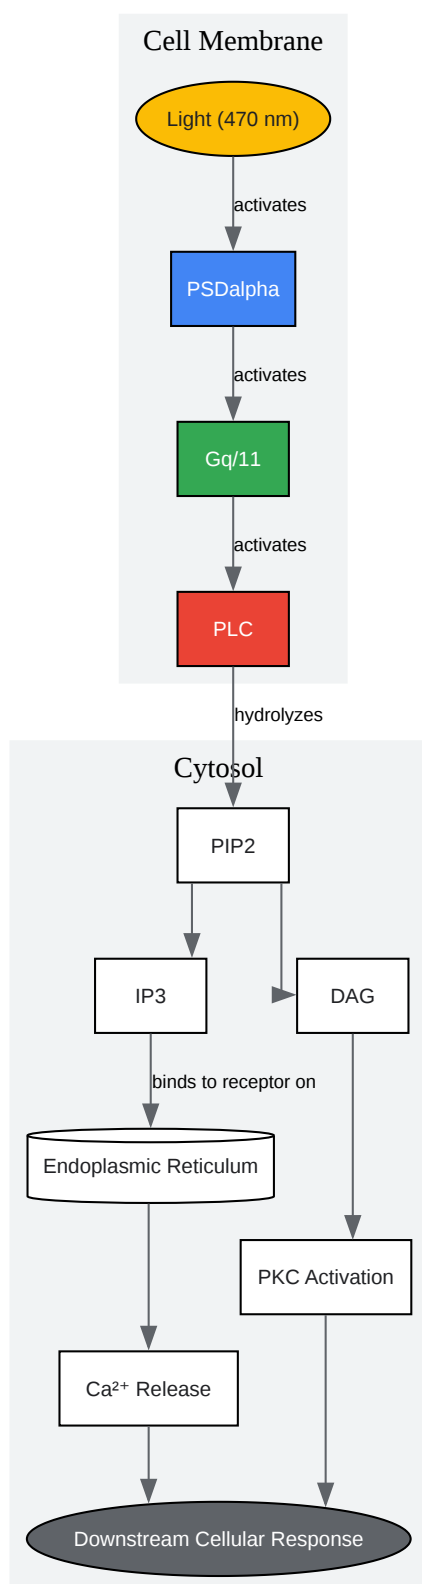 Cell Membrane
Light (470 nm)
activates
PSDalpha
activates
Gq/11
activates
PLC
hydrolyzes
Cytosol
PIP2
IP3
DAG
binds to receptor on
Endoplasmic Reticulum
PKC Activation
Ca²⁺ Release
Downstream Cellular Response